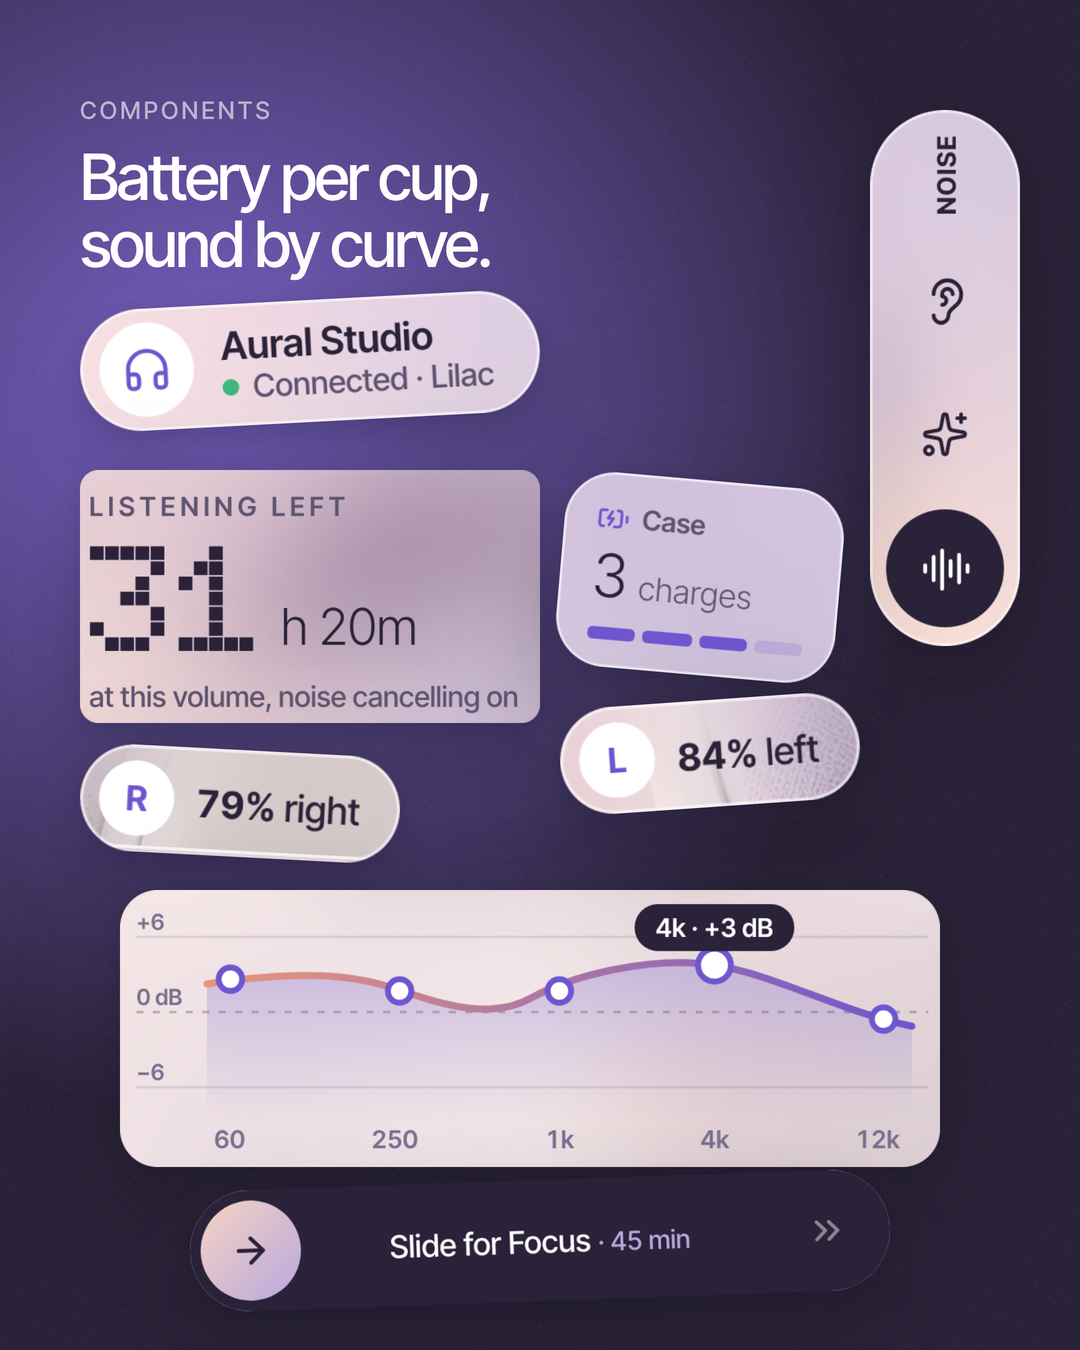 COMPONENTS
Battery per cup,
sound by curve.
NOISE
Aural Studio
Connected · Lilac
LISTENING LEFT
31 h 20m
at this volume, noise cancelling on
Case
3 charges
L 84% left
R 79% right
+6
4k · +3 dB
0 dB
−6
60 250 1k 4k 12k
Slide for Focus · 45 min